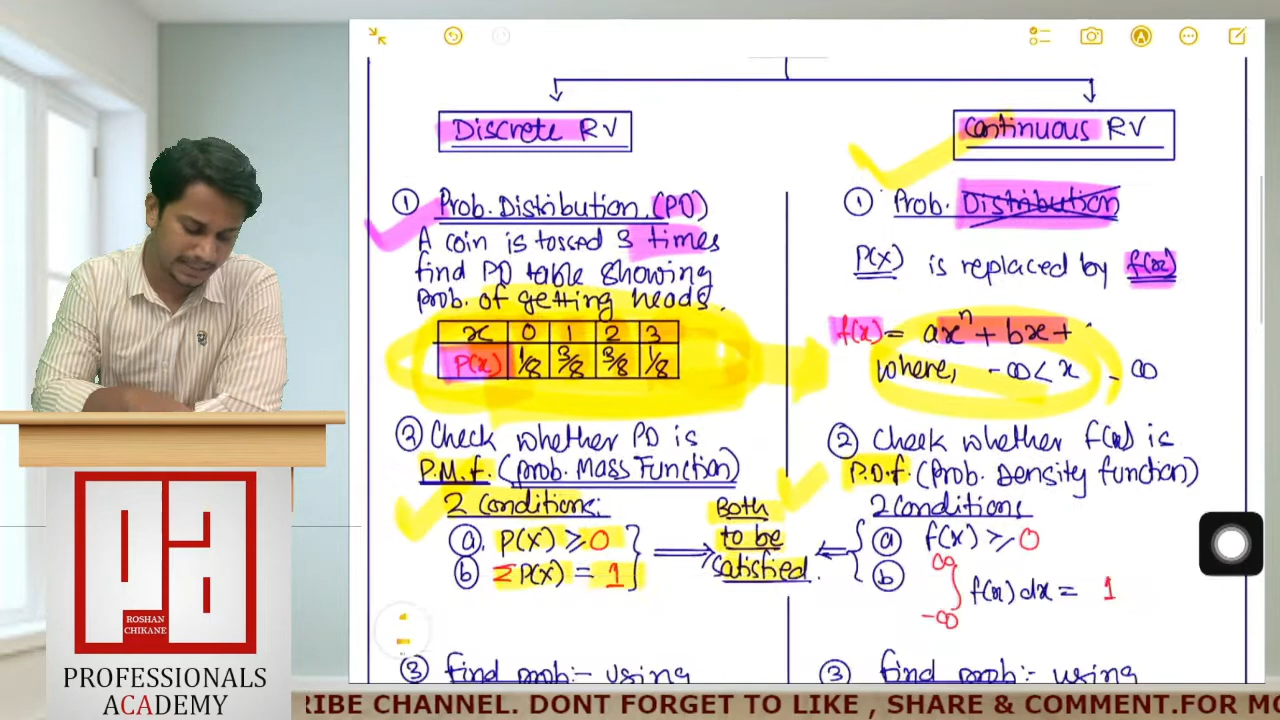 Discrete RV
① Prob. Distribution. (PD)
A coin is tossed 3 times
find PD table showing
prob. of getting heads.
x 0 1 2 3
P(x) 1/8 3/8 3/8 1/8
② Check whether PD is
P.M.f. (prob. Mass Function)
2 Conditions:
ⓐ. P(X) ≥ 0
ⓑ ΣP(X) = 1
Both
to be
Satisfied.
③ find prob:- using
Continuous RV
① Prob. Distribution
P(X) is replaced by f(x)
f(x) = axⁿ + bx +
where, -∞ < x - ∞
② Check whether f(x) is
P.D.f. (Prob. Density function)
2 Conditions
ⓐ f(x) ≥ 0
ⓑ ∫_{-∞}^{∞} f(x) dx = 1
③ find prob:- using
ROSHAN
CHIKANE
PROFESSIONALS
ACADEMY
RIBE CHANNEL. DONT FORGET TO LIKE , SHARE & COMMENT.FOR MO